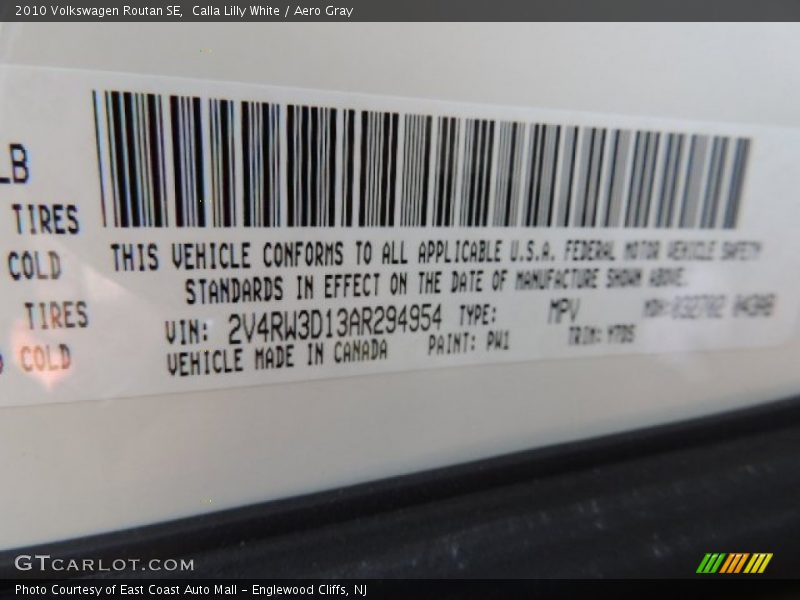 2010 Volkswagen Routan SE, Calla Lilly White / Aero Gray
LB
TIRES
COLD
TIRES
COLD
THIS VEHICLE CONFORMS TO ALL APPLICABLE U.S.A. FEDERAL MOTOR VEHICLE SAFETY
STANDARDS IN EFFECT ON THE DATE OF MANUFACTURE SHOWN ABOVE.
VIN: 2V4RW3D13AR294954 TYPE: MPV MDH:
VEHICLE MADE IN CANADA PAINT: PW1 TRIM:
GTCARLOT.COM
Photo Courtesy of East Coast Auto Mall - Englewood Cliffs, NJ